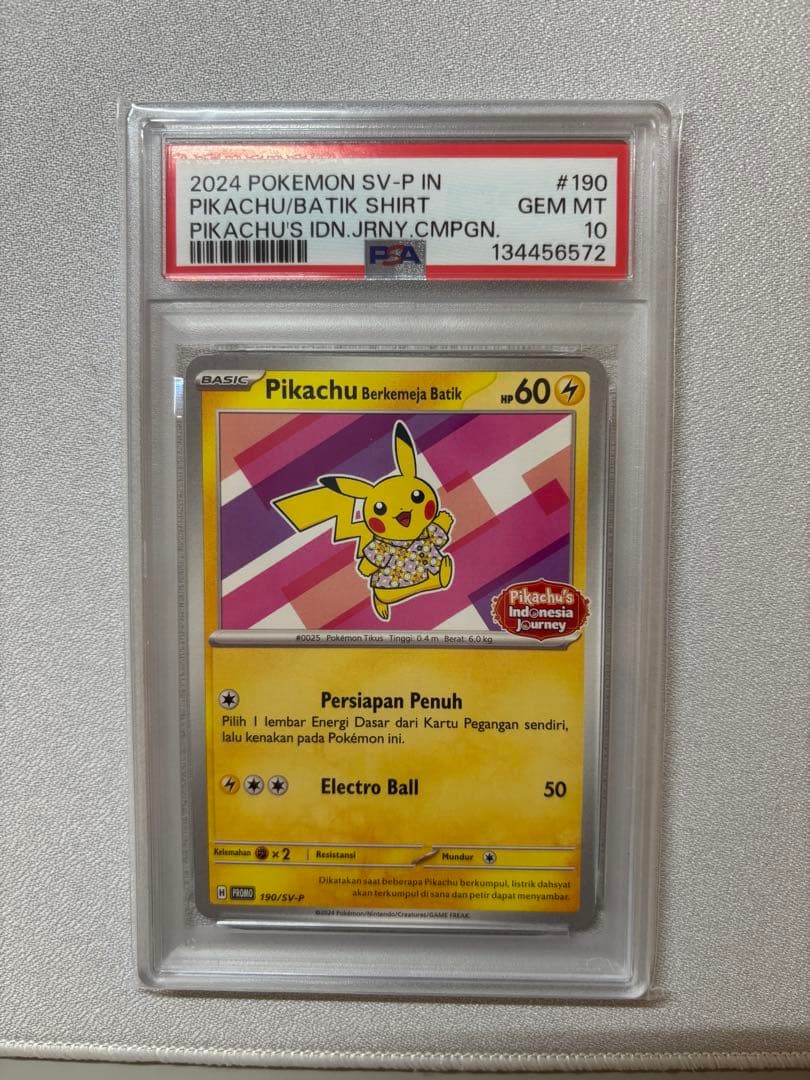 2024 POKEMON SV-P IN #190
PIKACHU/BATIK SHIRT GEM MT
PIKACHU'S IDN.JRNY.CMPGN. 10
PSA 134456572
BASIC Pikachu Berkemeja Batik HP 60
Pikachu's
Indonesia
Journey
#0025 Pokémon Tikus Tinggi: 0.4 m Berat: 6.0 kg
Persiapan Penuh
Pilih 1 lembar Energi Dasar dari Kartu Pegangan sendiri,
lalu kenakan pada Pokémon ini.
Electro Ball 50
Kelemahan × 2 Resistansi Mundur
Dikatakan saat beberapa Pikachu berkumpul, listrik dahsyat
akan terkumpul di sana dan petir dapat menyambar.
H PROMO 190/SV-P
©2024 Pokémon/Nintendo/Creatures/GAME FREAK